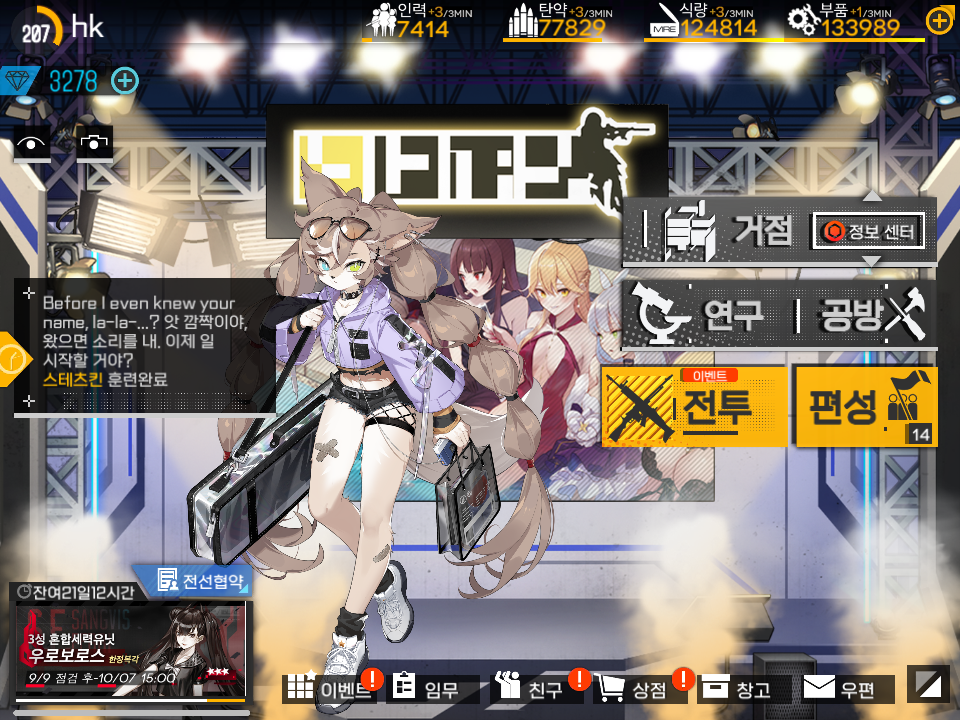 207 hk
인력 +3/3MIN
7414
탄약 +3/3MIN
77829
식량 +3/3MIN
MRE 124814
부품 +1/3MIN
133989
3278
거점
정보 센터
연구
공방
이벤트
전투
편성
14
Before I even knew your
name, la-la-...? 앗 깜짝이야,
왔으면 소리를 내. 이제 일
시작할 거야?
스테츠킨 훈련완료
전선협약
잔여21일12시간
SANGVIS
3성 혼합세력유닛
우로보로스 한정복각
9/9 점검 후-10/07 15:00
이벤트
임무
친구
상점
창고
우편